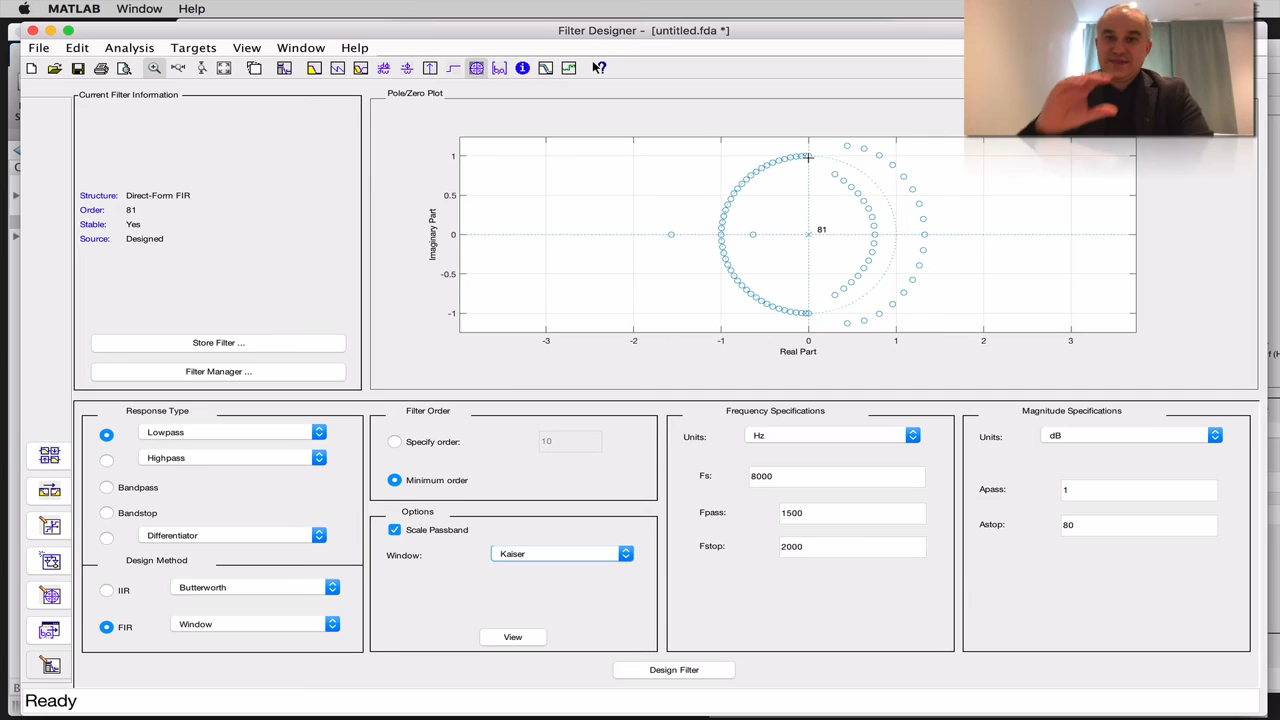 MATLAB Window Help
Filter Designer - [untitled.fda *]
File Edit Analysis Targets View Window Help
Current Filter Information
Structure: Direct-Form FIR
Order: 81
Stable: Yes
Source: Designed
Store Filter ...
Filter Manager ...
Pole/Zero Plot
Imaginary Part
1
0.5
0
-0.5
-1
81
-3 -2 -1 0 1 2 3
Real Part
Response Type
Lowpass
Highpass
Bandpass
Bandstop
Differentiator
Design Method
IIR Butterworth
FIR Window
Filter Order
Specify order: 10
Minimum order
Options
Scale Passband
Window: Kaiser
View
Frequency Specifications
Units: Hz
Fs: 8000
Fpass: 1500
Fstop: 2000
Magnitude Specifications
Units: dB
Apass: 1
Astop: 80
Design Filter
Ready